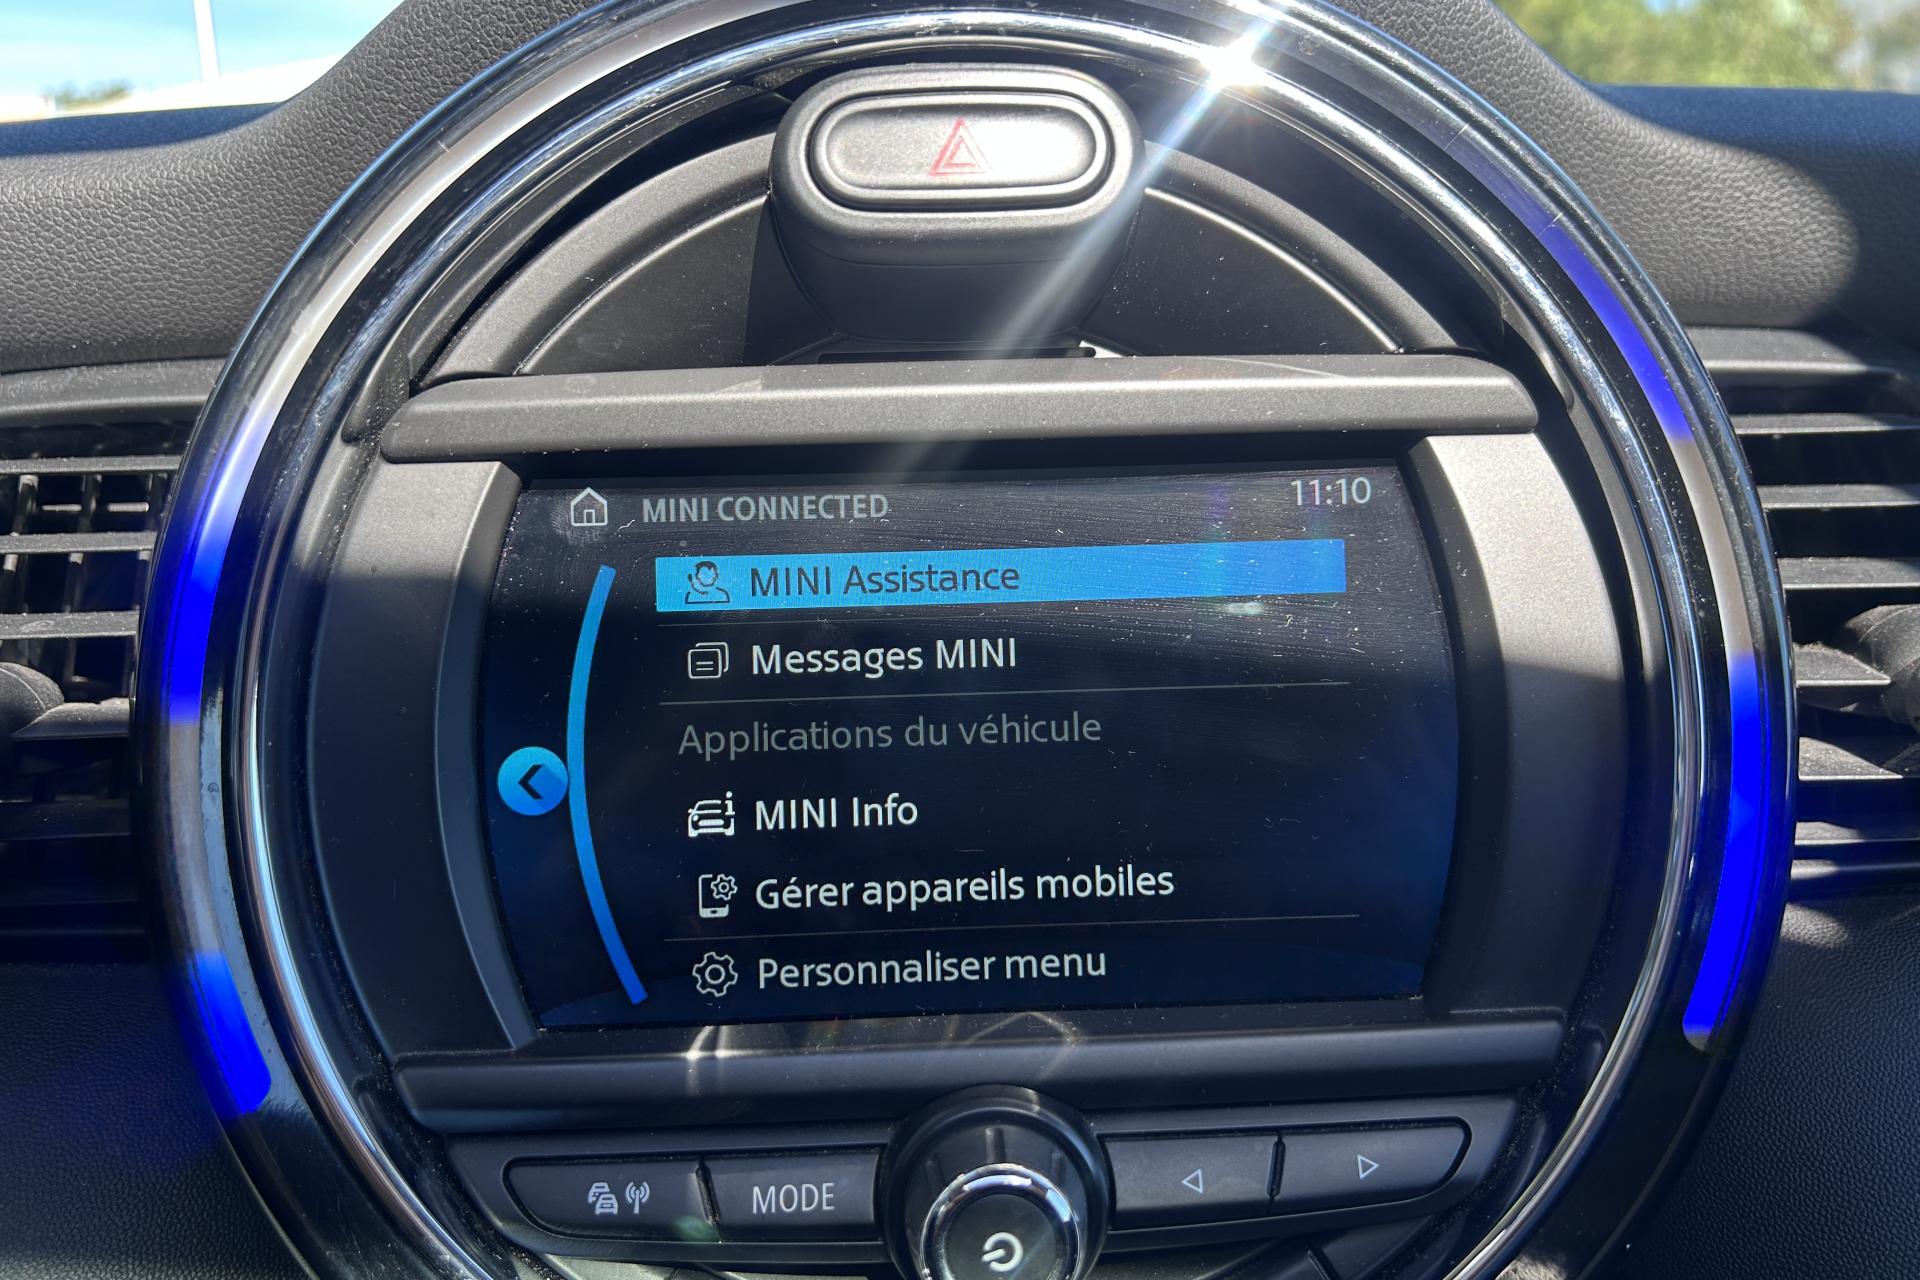 MINI CONNECTED
11:10
MINI Assistance
Messages MINI
Applications du véhicule
MINI Info
Gérer appareils mobiles
Personnaliser menu
MODE